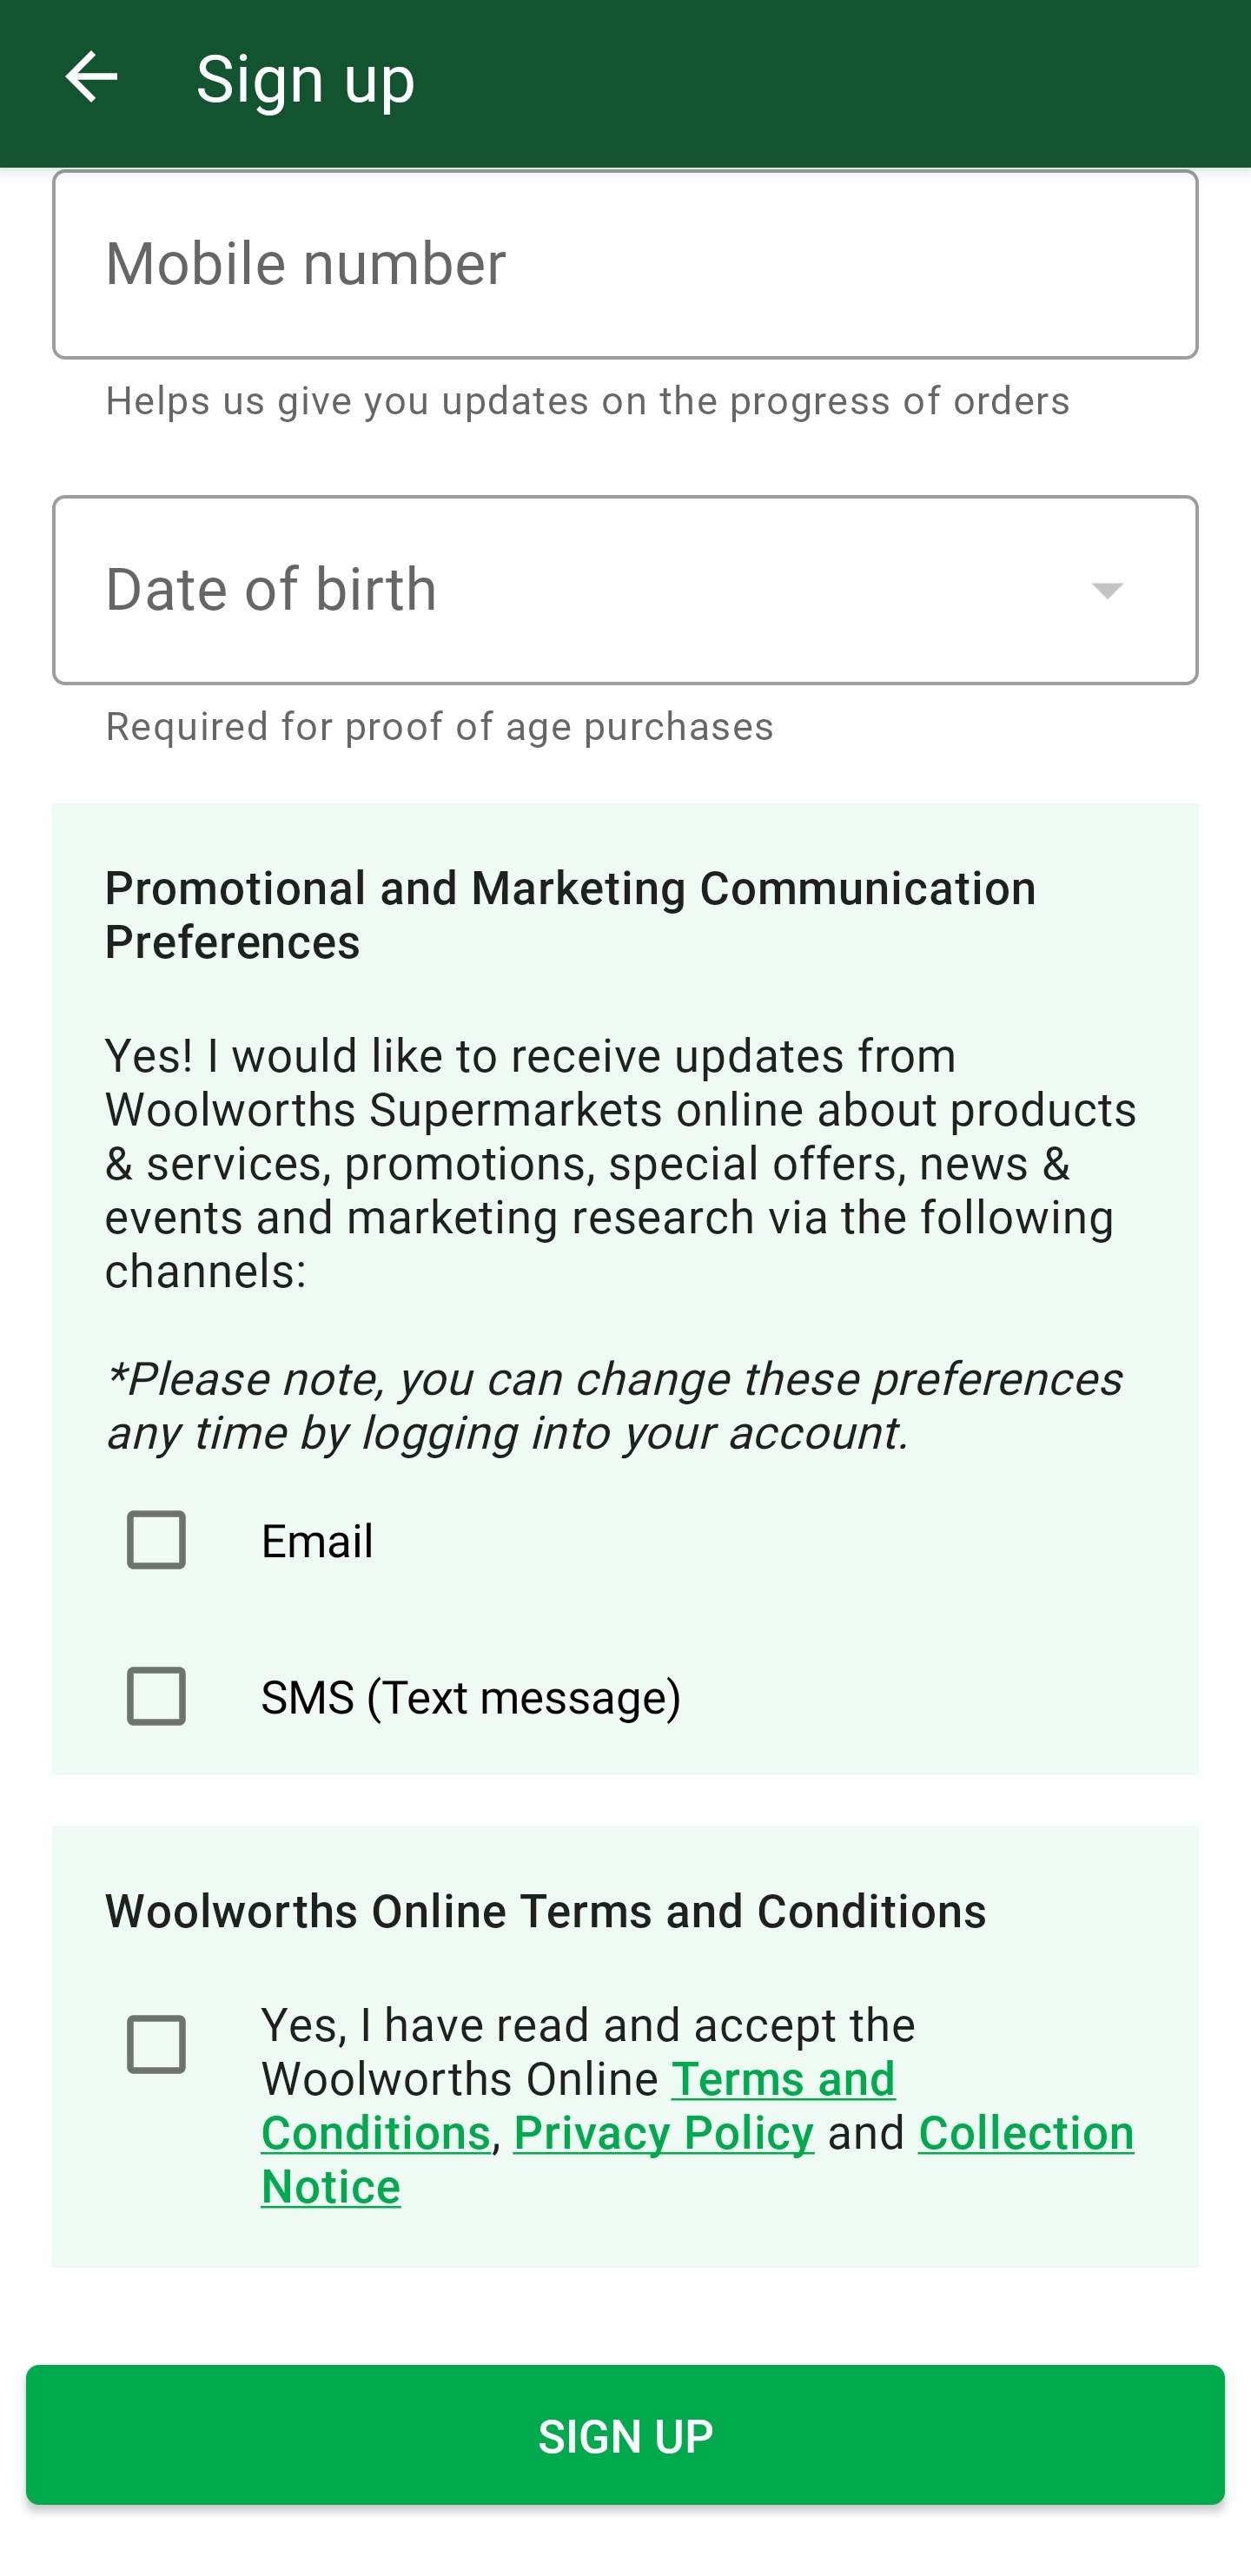 Sign up
Mobile number
Helps us give you updates on the progress of orders
Date of birth
Required for proof of age purchases
Promotional and Marketing Communication
Preferences
Yes! I would like to receive updates from
Woolworths Supermarkets online about products
& services, promotions, special offers, news &
events and marketing research via the following
channels:
*Please note, you can change these preferences
any time by logging into your account.
Email
SMS (Text message)
Woolworths Online Terms and Conditions
Yes, I have read and accept the
Woolworths Online Terms and
Conditions, Privacy Policy and Collection
Notice
SIGN UP